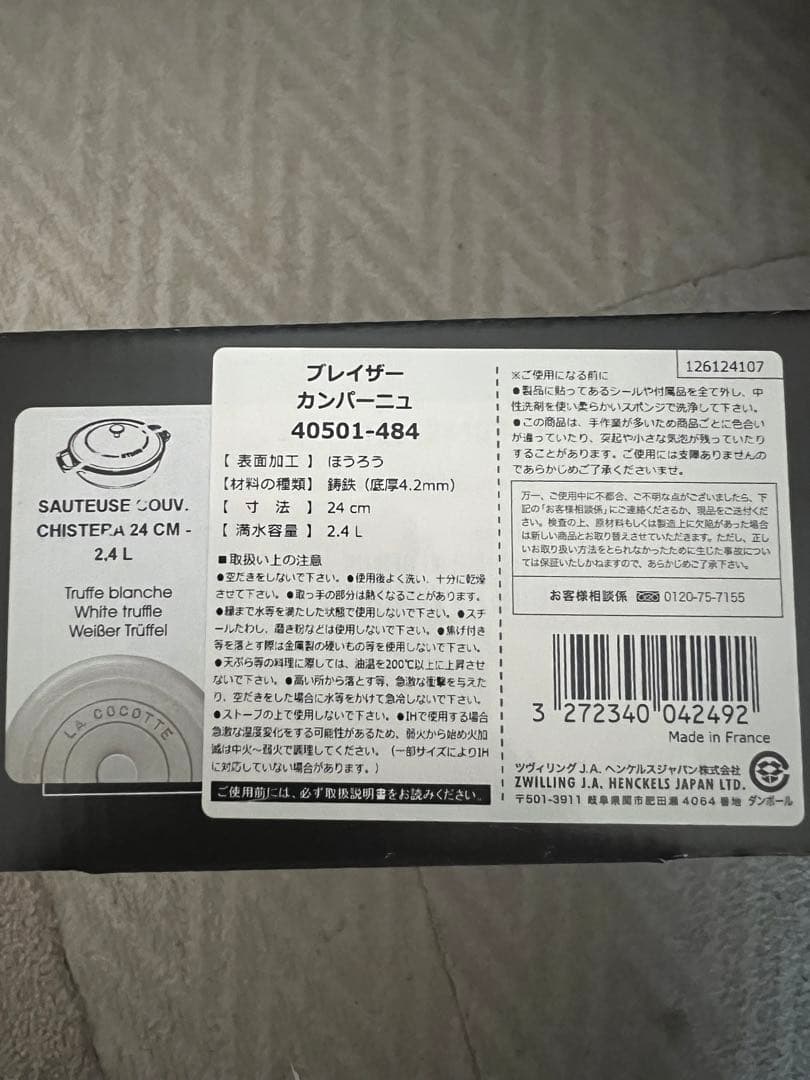 STAUB
SAUTEUSE COUV.
CHISTERA 24 CM -
2,4 L
Truffe blanche
White truffle
Weißer Trüffel
LA COCOTTE
ブレイザー
カンパーニュ
40501-484
【 表面加工 】 ほうろう
【材料の種類】 鋳鉄（底厚4.2mm）
【 寸 法 】 24 cm
【 満水容量 】 2.4 L
■取扱い上の注意
●空だきをしないで下さい。●使用後よく洗い、十分に乾燥
させて下さい。●取っ手の部分は熱くなることがあります。
●縁まで水等を満たした状態で使用しないで下さい。●スチ
ールたわし、磨き粉などは使用しないで下さい。●焦げ付き
等を落とす際は金属製の硬いもの等を使用しないで下さい。
●天ぷら等の料理に際しては、油温を200℃以上に上昇させ
ないで下さい。●高い所から落とす等、急激な衝撃を与えた
り、空だきをした場合に水等をかけて急冷しないで下さい。
●ストーブの上で使用しないで下さい。●IHで使用する場合
急激な温度変化をする可能性があるため、弱火から始め火加
減は中火～弱火で調理してください。（一部サイズによりIH
に対応していない場合があります。）
ご使用前には、必ず取扱説明書をお読みください。
126124107
※ご使用になる前に
●製品に貼ってあるシールや付属品を全て外し、中
性洗剤を使い柔らかいスポンジで洗浄して下さい。
●この商品は、手作業が多いため商品ごとに色合い
が違っていたり、突起や小さな気泡が残っていたり
することがあります。ご使用には支障ありませんの
であらかじめご了承くださいませ。
万一、ご使用中に不都合、ご不明な点がございましたら、下
記の「お客様相談係」にご連絡くださるか、現品をご送付くだ
さい。検査の上、原材料もしくは製造上に欠陥があった場合
は新しい商品とお取り替えさせていただきます。ただし、正し
いお取り扱い方法をとられなかったために生じた事故につい
ては保証いたしかねますので、あらかじめご了承下さい。
お客様相談係 0120-75-7155
3 272340 042492
Made in France
ツヴィリング J.A. ヘンケルスジャパン株式会社
ZWILLING J.A. HENCKELS JAPAN LTD.
〒501-3911 岐阜県関市肥田瀬 4064 番地 ダンボール